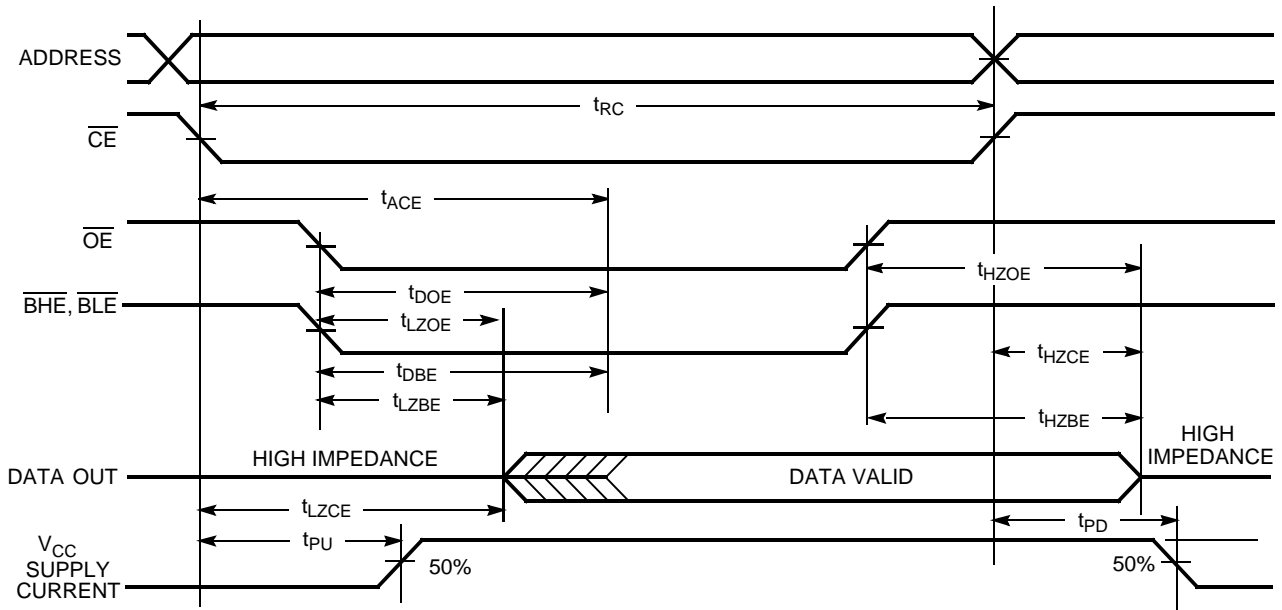 ADDRESS
tRC
CE
tACE
OE
tHZOE
tDOE
BHE, BLE
tLZOE
tHZCE
tDBE
tLZBE
tHZBE
HIGH IMPEDANCE
HIGH
IMPEDANCE
DATA OUT
DATA VALID
tLZCE
tPD
tPU
VCC
SUPPLY
CURRENT
50%
50%